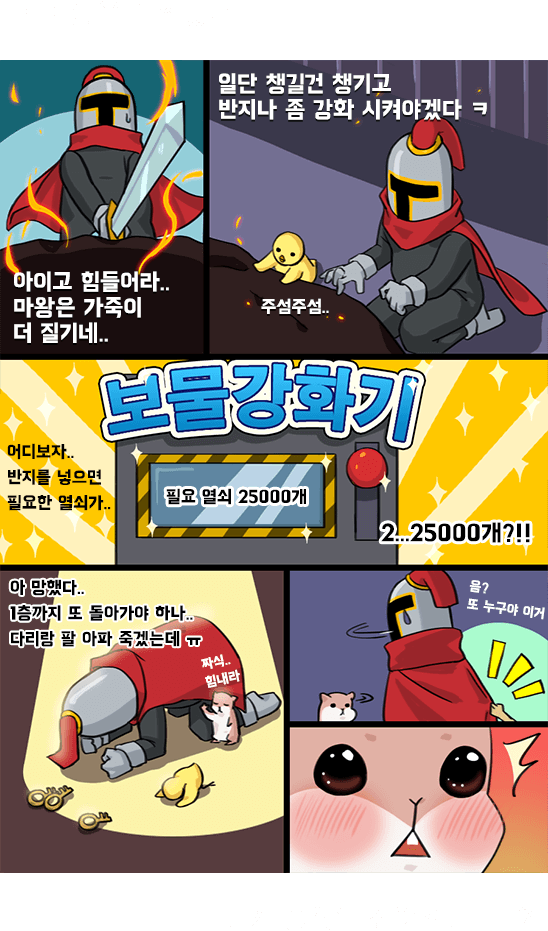 아이고 힘들어라..
마왕은 가죽이
더 질기네..
일단 챙길건 챙기고
반지나 좀 강화 시켜야겠다 ㅋ
주섬주섬..
보물강화기
어디보자..
반지를 넣으면
필요한 열쇠가..
필요 열쇠 25000개
2...25000개?!!
아 망했다..
1층까지 또 돌아가야 하나..
다리랑 팔 아파 죽겠는데 ㅠ
짜식..
힘내라
음?
또 누구야 이거